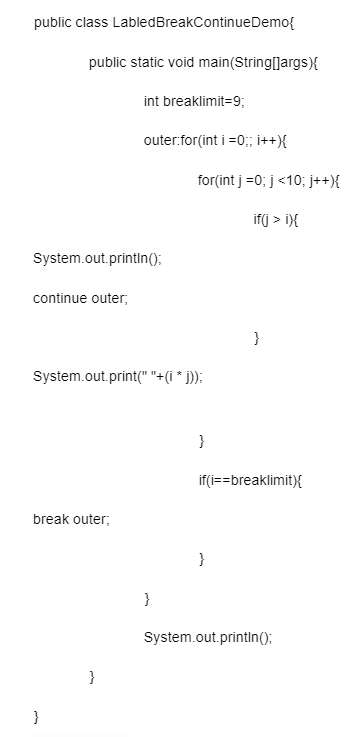 public class LabledBreakContinueDemo{
public static void main(String[]args){
int breaklimit=9;
outer:for(int i =0;; i++){
for(int j =0; j <10; j++){
if(j > i){
System.out.println();
continue outer;
}
System.out.print(" "+(i * j));
}
if(i==breaklimit){
break outer;
}
}
System.out.println();
}
}